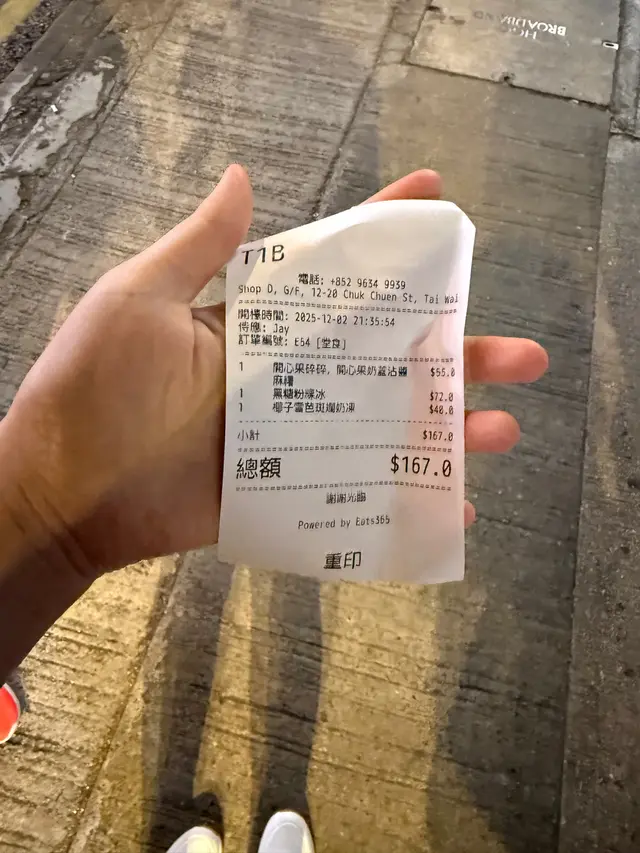 HGC
BROADBAND
T1B
電話: +852 9634 9939
Shop D, G/F, 12-20 Chuk Chuen St, Tai Wai
開檯時間: 2025-12-02 21:35:54
侍應: Jay
訂單編號: E54 [堂食]
1 開心果碎碎, 開心果奶蓋沾醬 $55.0
麻糬
1 黑糖粉粿冰 $72.0
1 椰子雪芭斑斕奶凍 $40.0
小計 $167.0
總額 $167.0
謝謝光臨
Powered by Eats365
重印